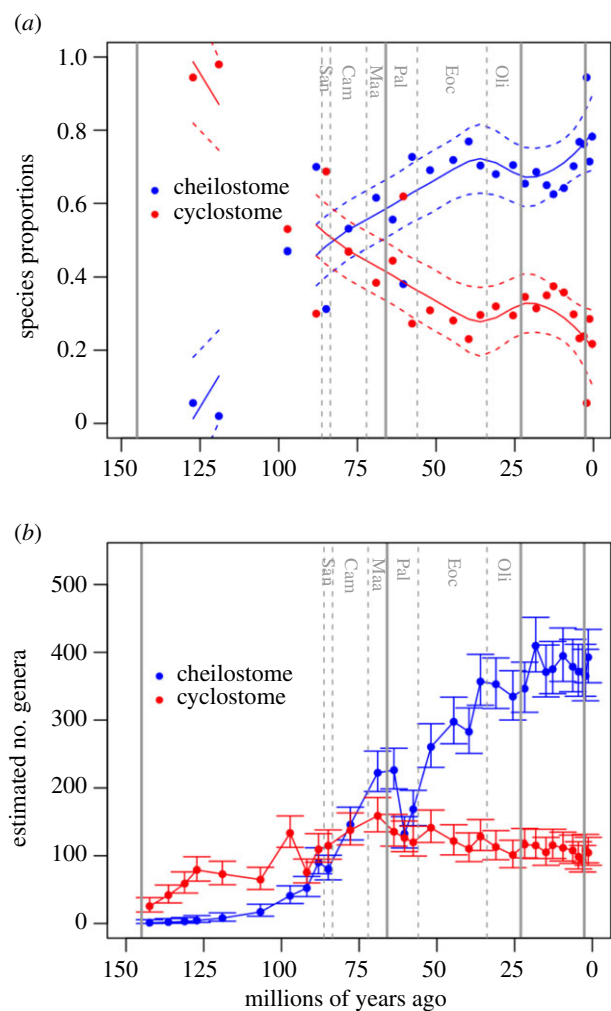 (a)
1.0
0.8
0.6
0.4
0.2
0
species proportions
San
Cam
Maa
Pal
Eoc
Oli
cheilostome
cyclostome
150 125 100 75 50 25 0
(b)
500
400
300
200
100
0
estimated no. genera
San
Cam
Maa
Pal
Eoc
Oli
cheilostome
cyclostome
150 125 100 75 50 25 0
millions of years ago